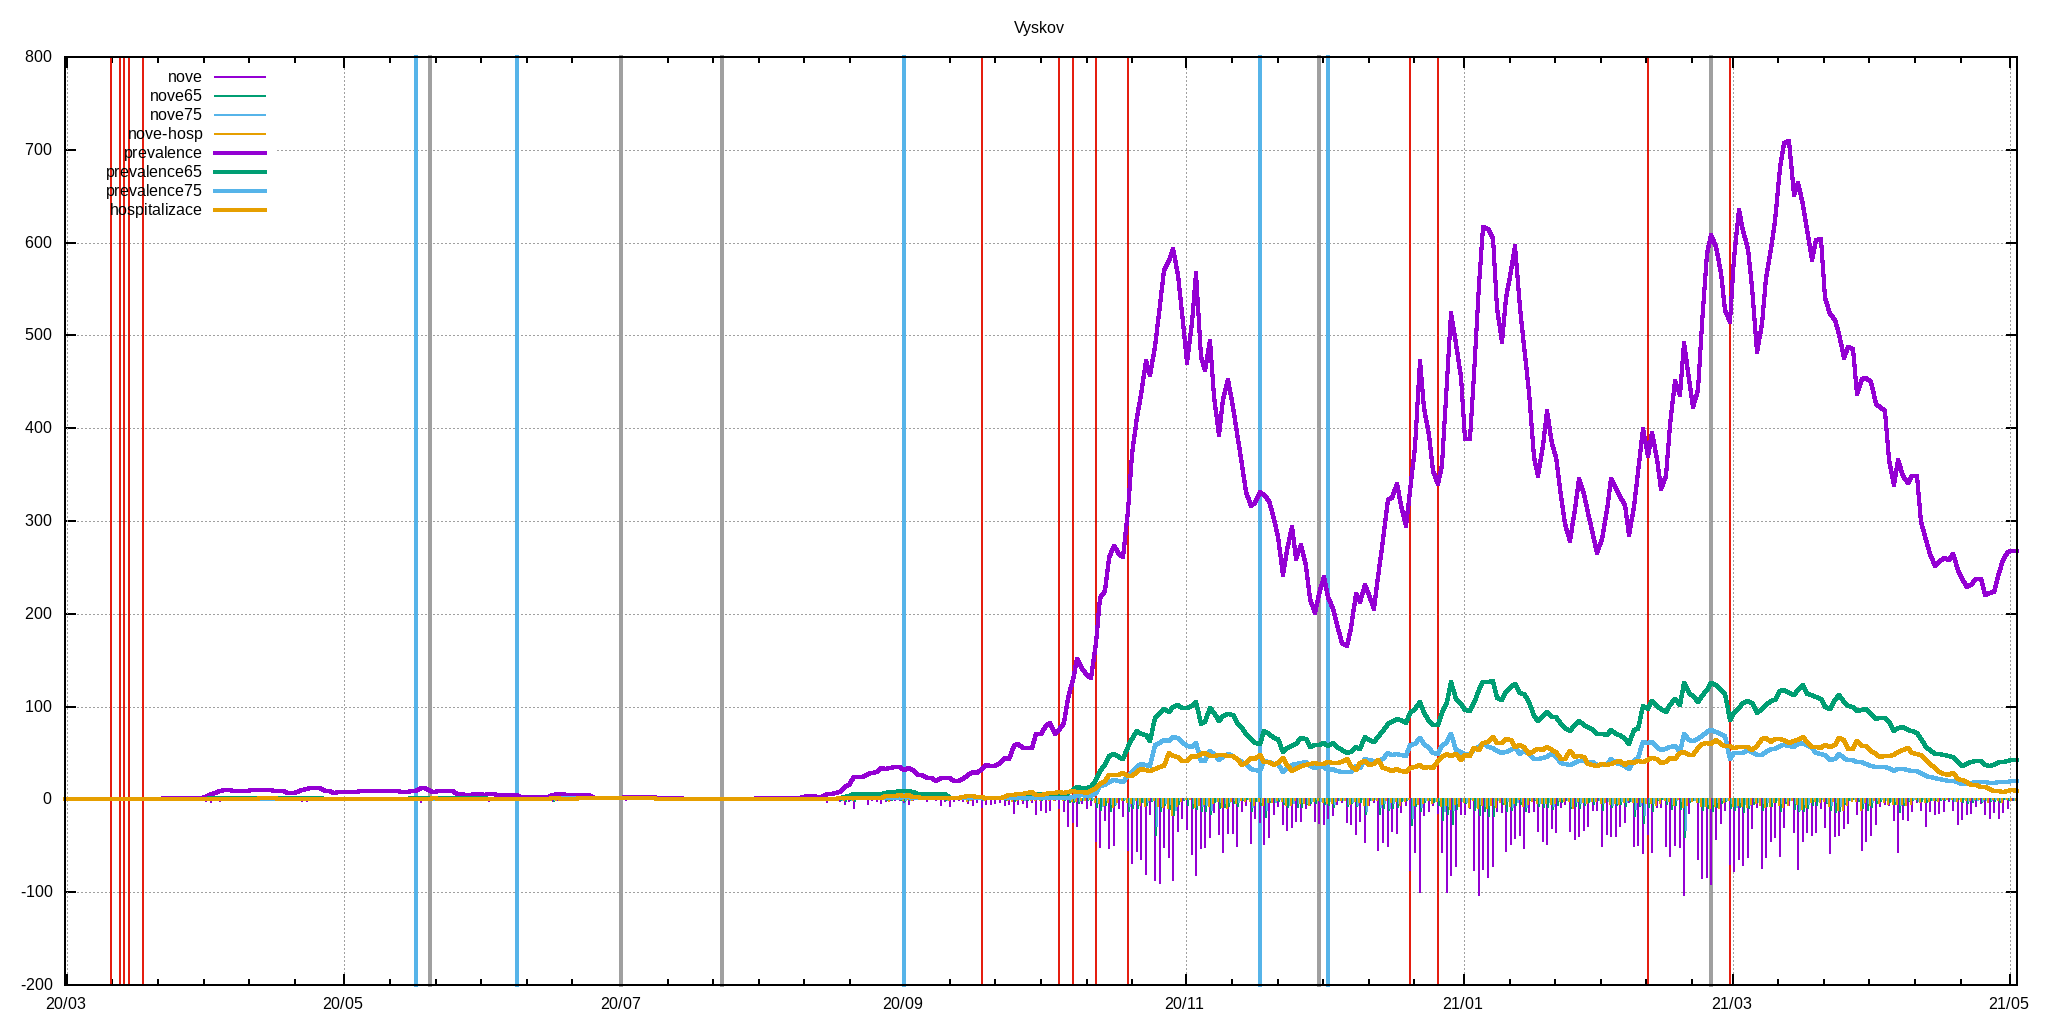 Vyskov
800
700
600
500
400
300
200
100
0
-100
-200
nove
nove65
nove75
nove-hosp
prevalence
prevalence65
prevalence75
hospitalizace
20/03 20/05 20/07 20/09 20/11 21/01 21/03 21/05